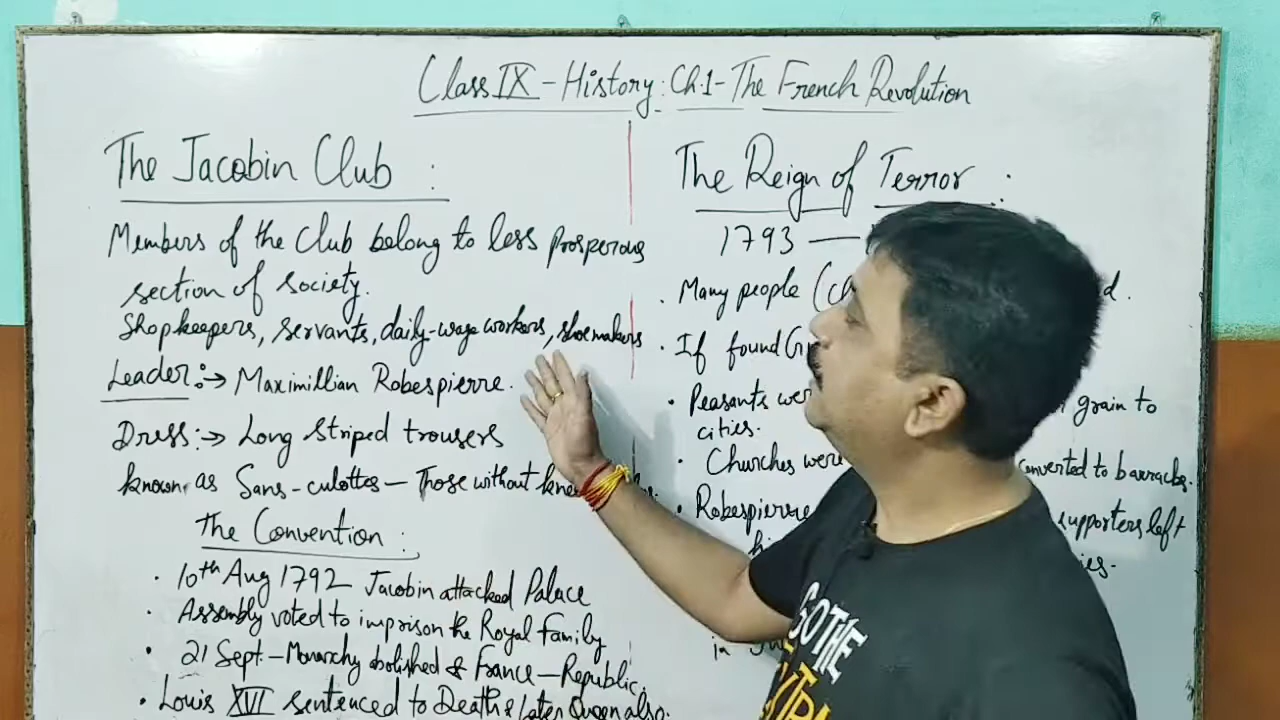 Class IX - History: Ch.1 - The French Revolution
The Jacobin Club :
Members of the Club belong to less prosperous
section of society.
Shopkeepers, servants, daily-wage workers, shoemakers
Leader :→ Maximillian Robespierre.
Dress :→ Long striped trousers
known as Sans-culottes — Those without
The Convention :
• 10th Aug 1792 Jacobin attacked Palace
• Assembly voted to imprison the Royal Family
• 21 Sept. - Monarchy abolished & France - Republic.
• Louis XVI sentenced to Death & later Queen also.
The Reign of Terror :
1793 —
• Many people
• If found
• Peasants grain to
cities.
• Churches were converted to barracks.
• Robespierre supporters left
in
GO THE